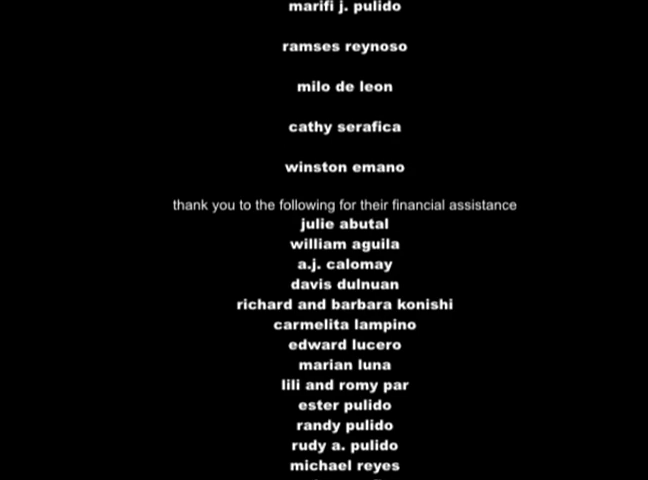 marifi j. pulido
ramses reynoso
milo de leon
cathy serafica
winston emano
thank you to the following for their financial assistance
julie abutal
william aguila
a.j. calomay
davis dulnuan
richard and barbara konishi
carmelita lampino
edward lucero
marian luna
lili and romy par
ester pulido
randy pulido
rudy a. pulido
michael reyes